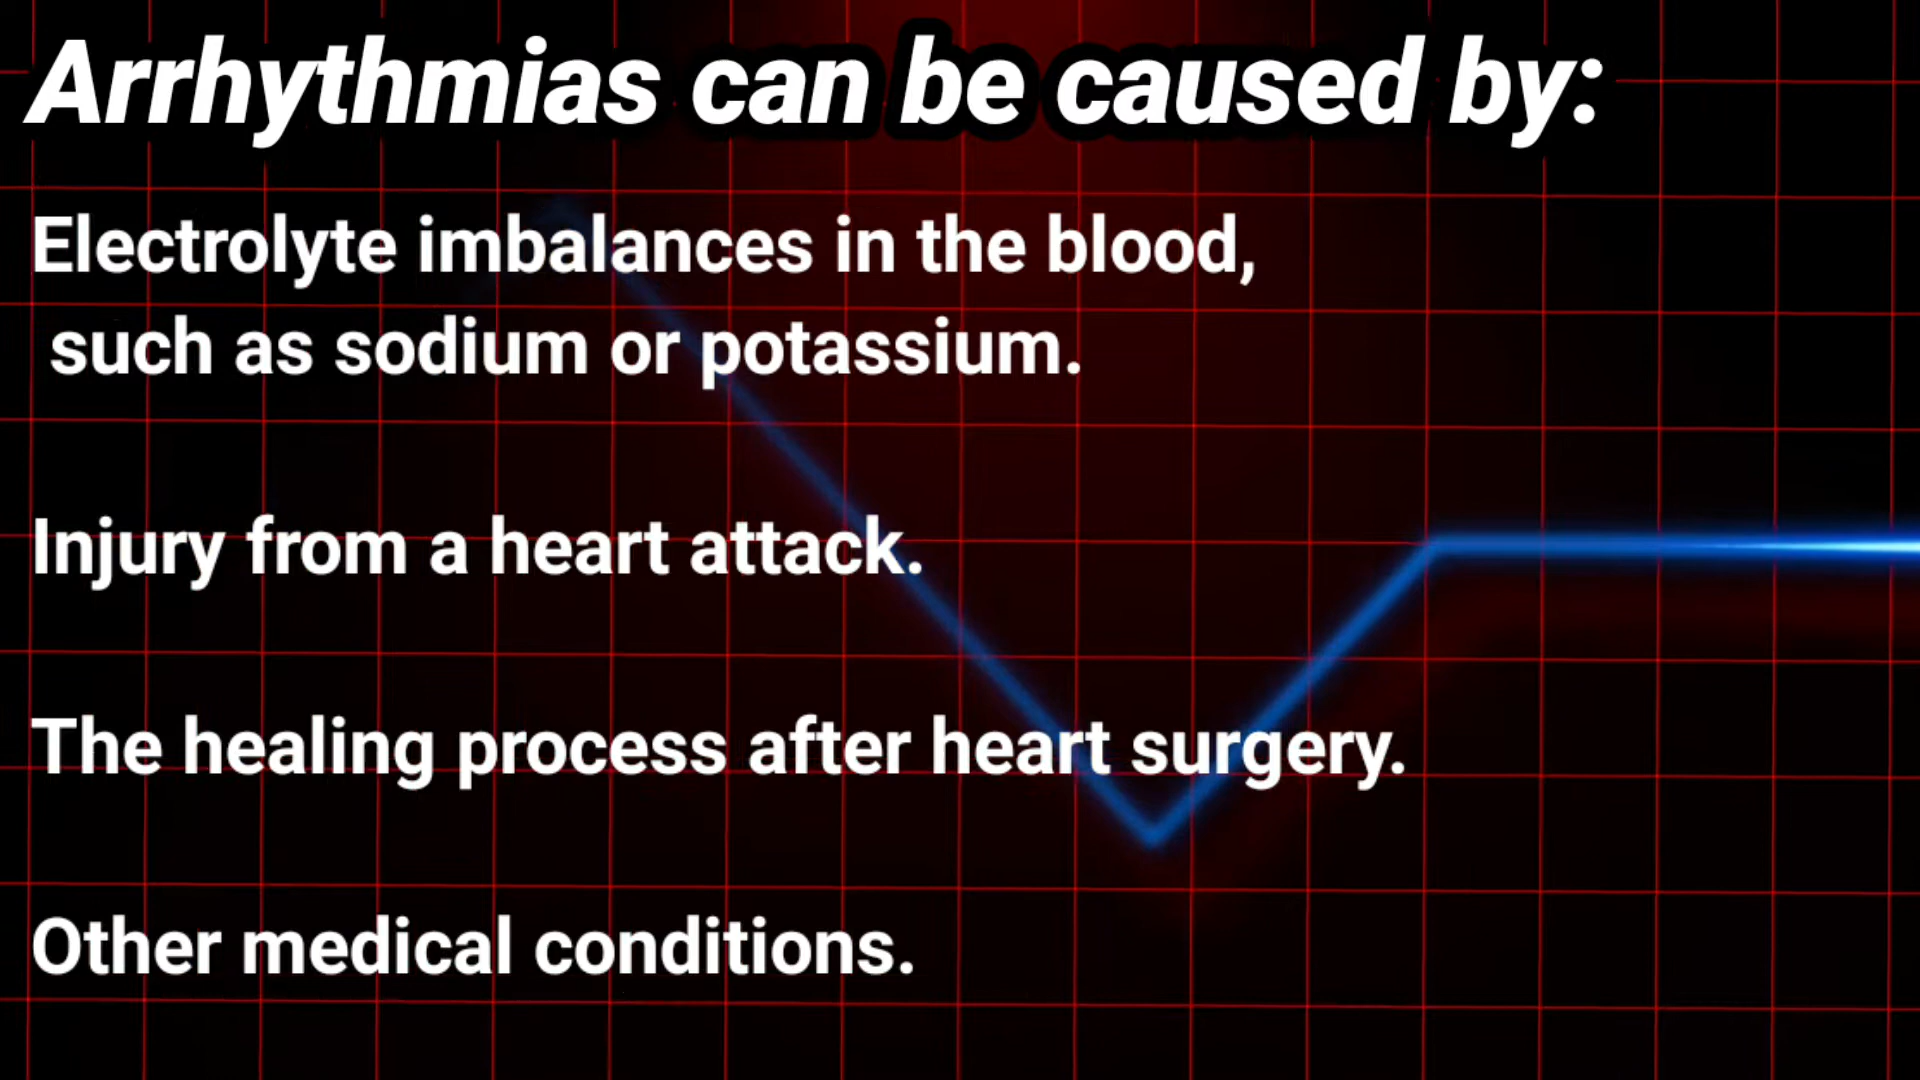 Arrhythmias can be caused by:
Electrolyte imbalances in the blood,
such as sodium or potassium.
Injury from a heart attack.
The healing process after heart surgery.
Other medical conditions.